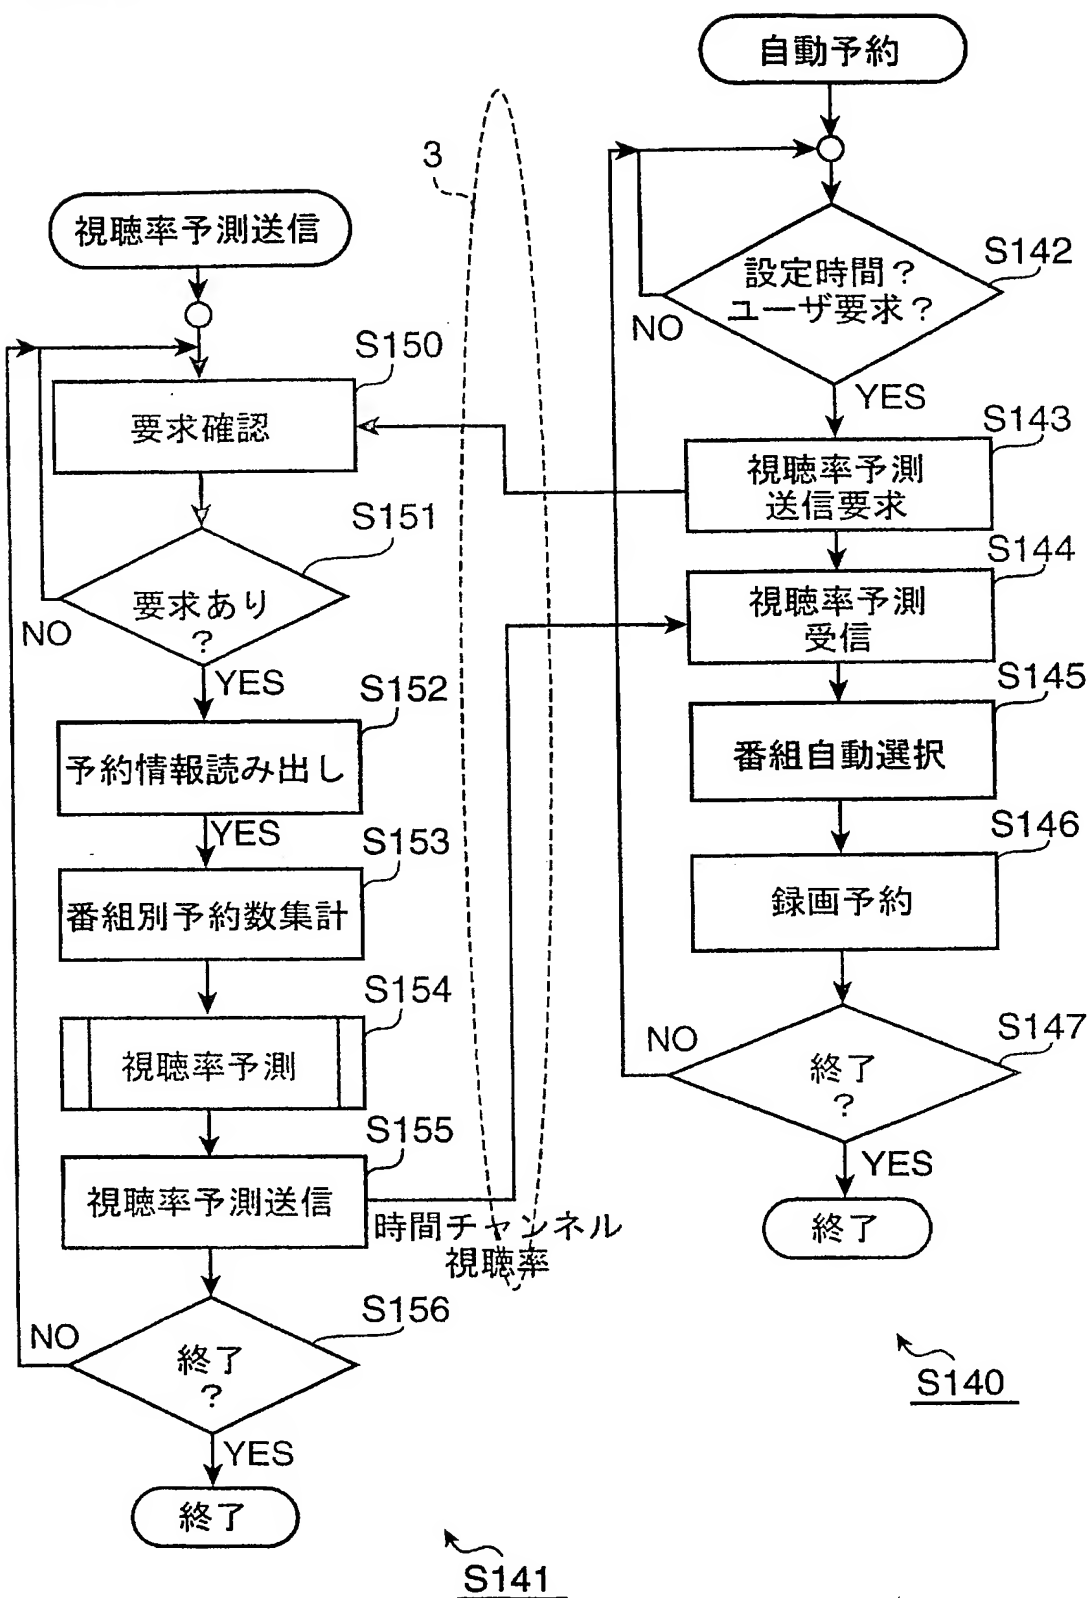 自動予約
設定時間？
ユーザ要求？
S142
NO
YES
S143
視聴率予測
送信要求
S144
視聴率予測
受信
S145
番組自動選択
S146
録画予約
S147
終了
？
NO
YES
終了
S140
3
視聴率予測送信
S150
要求確認
S151
要求あり
？
NO
YES
S152
予約情報読み出し
YES
S153
番組別予約数集計
S154
視聴率予測
S155
視聴率予測送信
時間チャンネル
視聴率
S156
終了
？
NO
YES
終了
S141